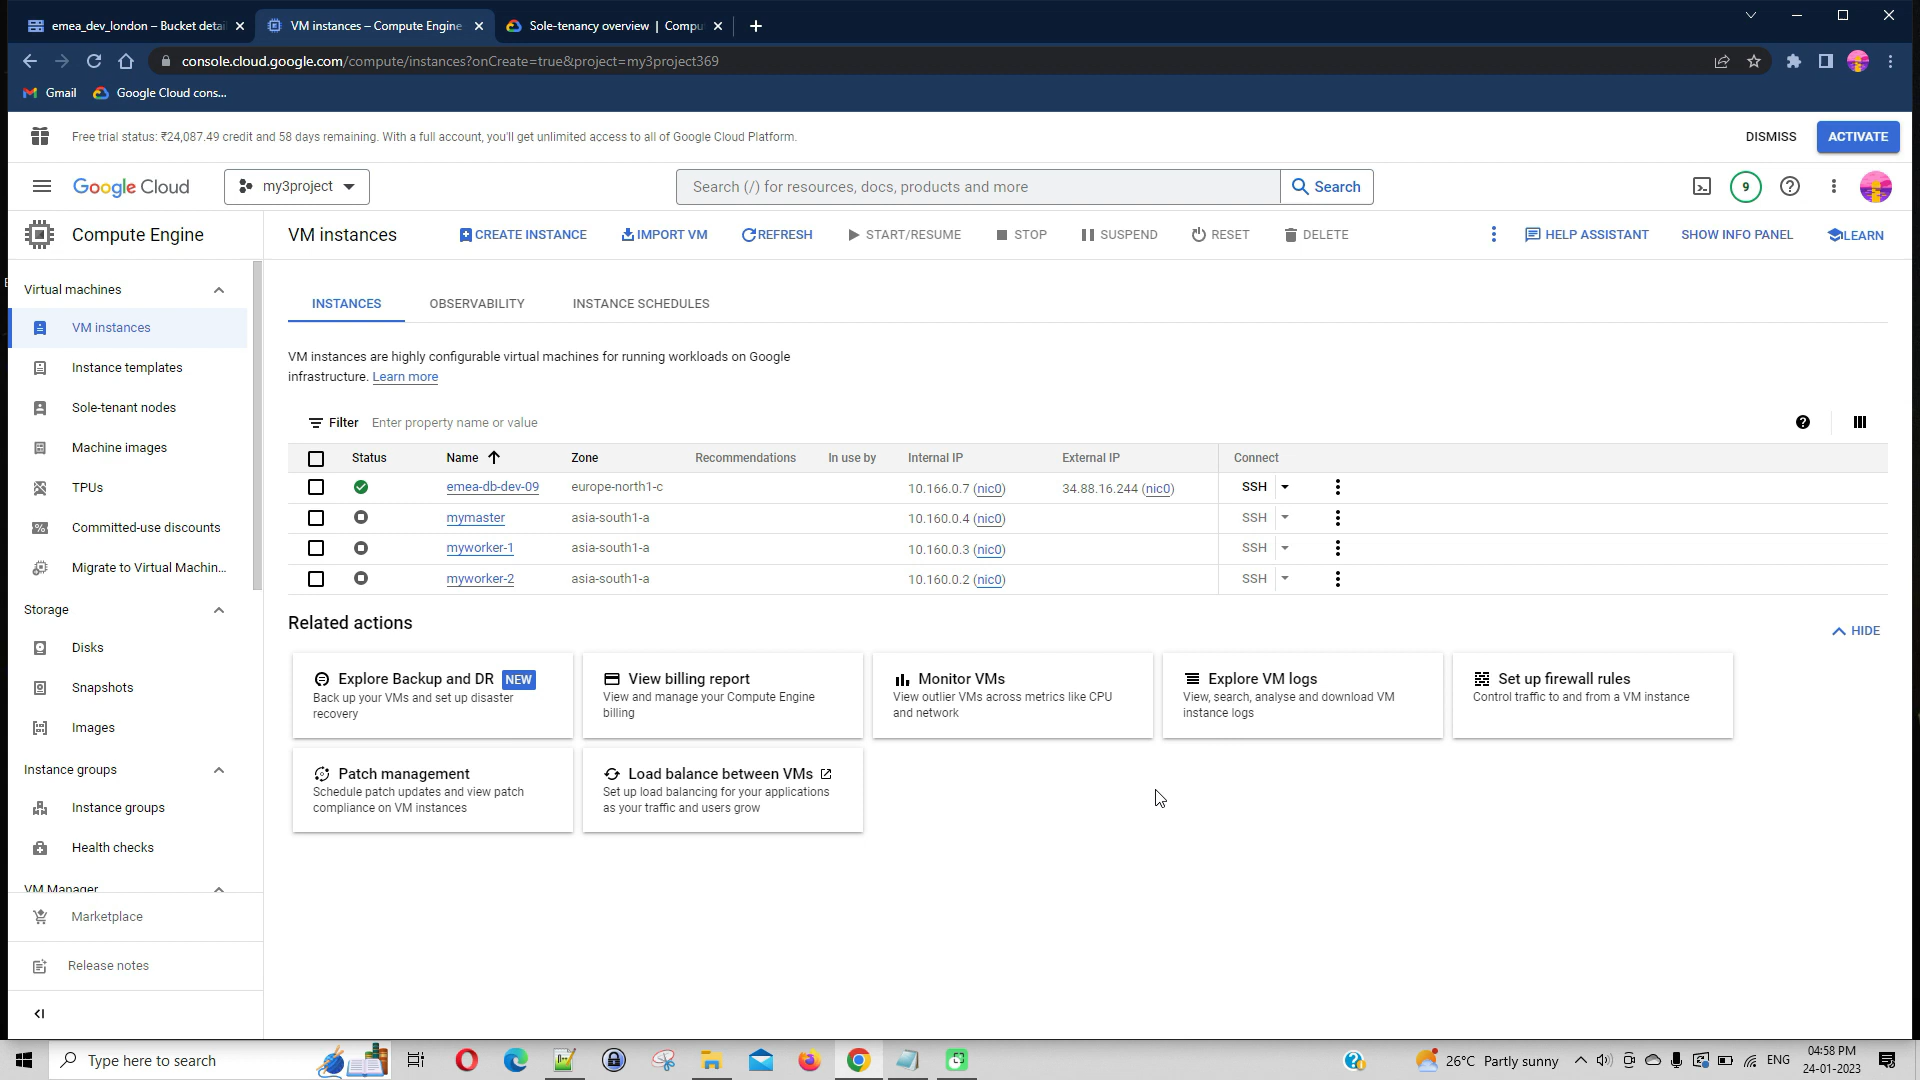 emea_dev_london – Bucket detai
VM instances – Compute Engine
Sole-tenancy overview | Compu
console.cloud.google.com/compute/instances?onCreate=true&project=my3project369
Gmail
Google Cloud cons...
Free trial status: ₹24,087.49 credit and 58 days remaining. With a full account, you'll get unlimited access to all of Google Cloud Platform.
DISMISS
ACTIVATE
Google Cloud
my3project
Search (/) for resources, docs, products and more
Search
9
Compute Engine
VM instances
CREATE INSTANCE
IMPORT VM
REFRESH
START/RESUME
STOP
SUSPEND
RESET
DELETE
HELP ASSISTANT
SHOW INFO PANEL
LEARN
Virtual machines
VM instances
Instance templates
Sole-tenant nodes
Machine images
TPUs
Committed-use discounts
Migrate to Virtual Machin...
Storage
Disks
Snapshots
Images
Instance groups
Instance groups
Health checks
VM Manager
Marketplace
Release notes
INSTANCES
OBSERVABILITY
INSTANCE SCHEDULES
VM instances are highly configurable virtual machines for running workloads on Google
infrastructure. Learn more
Filter Enter property name or value
Status Name Zone Recommendations In use by Internal IP External IP Connect
emea-db-dev-09 europe-north1-c 10.166.0.7 (nic0) 34.88.16.244 (nic0) SSH
mymaster asia-south1-a 10.160.0.4 (nic0) SSH
myworker-1 asia-south1-a 10.160.0.3 (nic0) SSH
myworker-2 asia-south1-a 10.160.0.2 (nic0) SSH
Related actions
HIDE
Explore Backup and DR NEW
Back up your VMs and set up disaster
recovery
View billing report
View and manage your Compute Engine
billing
Monitor VMs
View outlier VMs across metrics like CPU
and network
Explore VM logs
View, search, analyse and download VM
instance logs
Set up firewall rules
Control traffic to and from a VM instance
Patch management
Schedule patch updates and view patch
compliance on VM instances
Load balance between VMs
Set up load balancing for your applications
as your traffic and users grow
Type here to search
26°C Partly sunny
ENG
04:58 PM
24-01-2023